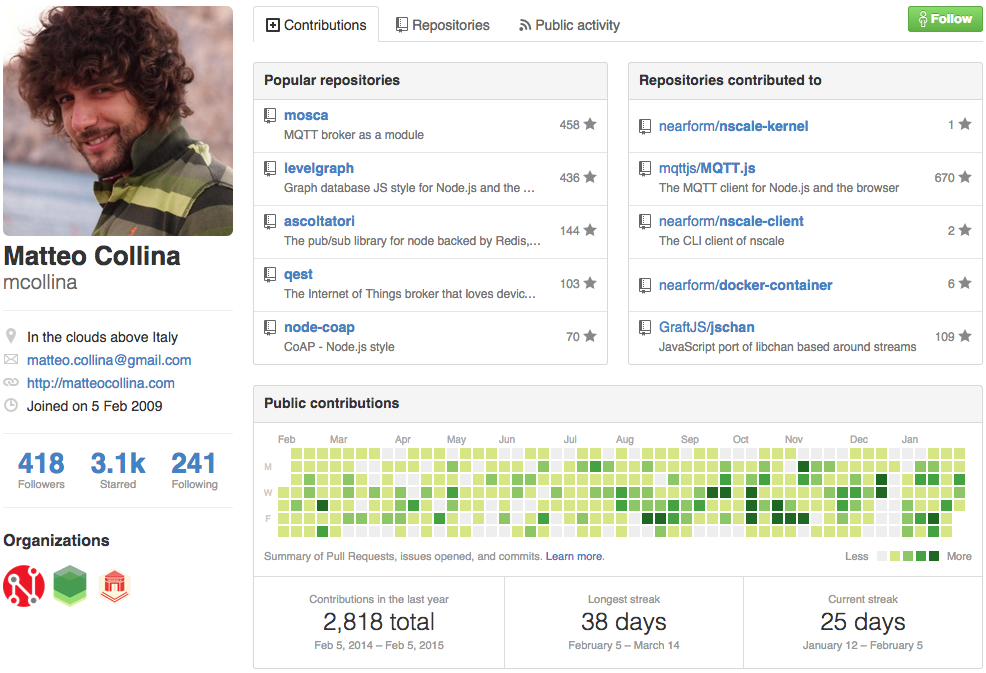 Contributions
Repositories
Public activity
Follow
Matteo Collina
mcollina
In the clouds above Italy
matteo.collina@gmail.com
http://matteocollina.com
Joined on 5 Feb 2009
418 3.1k 241
Followers Starred Following
Organizations
Popular repositories
mosca
MQTT broker as a module
458
levelgraph
Graph database JS style for Node.js and the ...
436
ascoltatori
The pub/sub library for node backed by Redis,...
144
qest
The Internet of Things broker that loves devic...
103
node-coap
CoAP - Node.js style
70
Repositories contributed to
nearform/nscale-kernel
1
mqttjs/MQTT.js
The MQTT client for Node.js and the browser
670
nearform/nscale-client
The CLI client of nscale
2
nearform/docker-container
6
GraftJS/jschan
JavaScript port of libchan based around streams
109
Public contributions
Feb Mar Apr May Jun Jul Aug Sep Oct Nov Dec Jan
M
W
F
Summary of Pull Requests, issues opened, and commits. Learn more.
Less More
Contributions in the last year
2,818 total
Feb 5, 2014 – Feb 5, 2015
Longest streak
38 days
February 5 – March 14
Current streak
25 days
January 12 – February 5